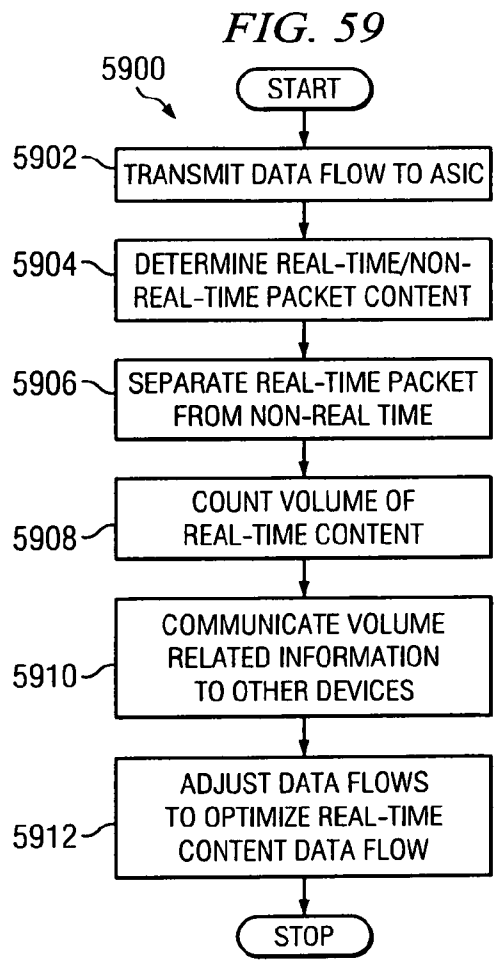 FIG. 59
5900
START
5902
TRANSMIT DATA FLOW TO ASIC
5904
DETERMINE REAL-TIME/NON-
REAL-TIME PACKET CONTENT
5906
SEPARATE REAL-TIME PACKET
FROM NON-REAL TIME
5908
COUNT VOLUME OF
REAL-TIME CONTENT
5910
COMMUNICATE VOLUME
RELATED INFORMATION
TO OTHER DEVICES
5912
ADJUST DATA FLOWS
TO OPTIMIZE REAL-TIME
CONTENT DATA FLOW
STOP